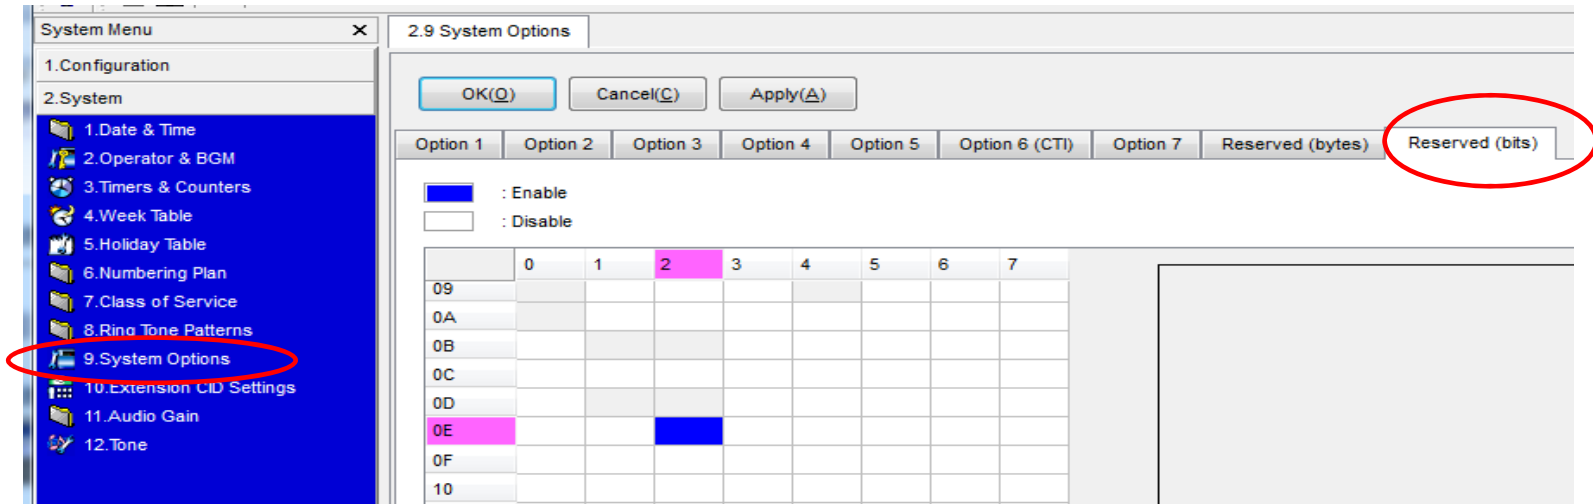 System Menu
1.Configuration
2.System
1.Date & Time
2.Operator & BGM
3.Timers & Counters
4.Week Table
5.Holiday Table
6.Numbering Plan
7.Class of Service
8.Ring Tone Patterns
9.System Options
10.Extension CID Settings
11.Audio Gain
12.Tone
2.9 System Options
OK(O) Cancel(C) Apply(A)
Option 1 Option 2 Option 3 Option 4 Option 5 Option 6 (CTI) Option 7 Reserved (bytes) Reserved (bits)
: Enable
: Disable
0 1 2 3 4 5 6 7
09
0A
0B
0C
0D
0E
0F
10